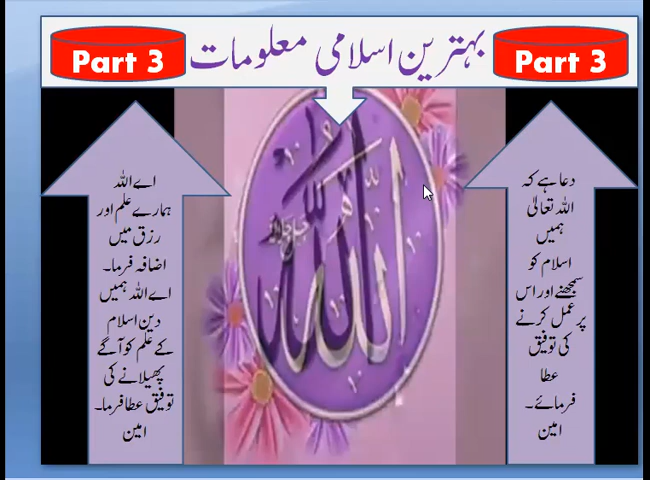 Part 3
بہترین اسلامی معلومات
Part 3
دعا ہے کہ
اللہ تعالیٰ
ہمیں
اسلام کو
سمجھنے اور اس
پر عمل کرنے
کی توفیق
عطا
فرمائے۔
امین
اللہ
جل جلالہ
اے اللہ
ہمارے علم اور
رزق میں
اضافہ فرما۔
اے اللہ ہمیں
دین اسلام
کے علم کو آگے
پھیلانے کی
توفیق عطا فرما۔
امین